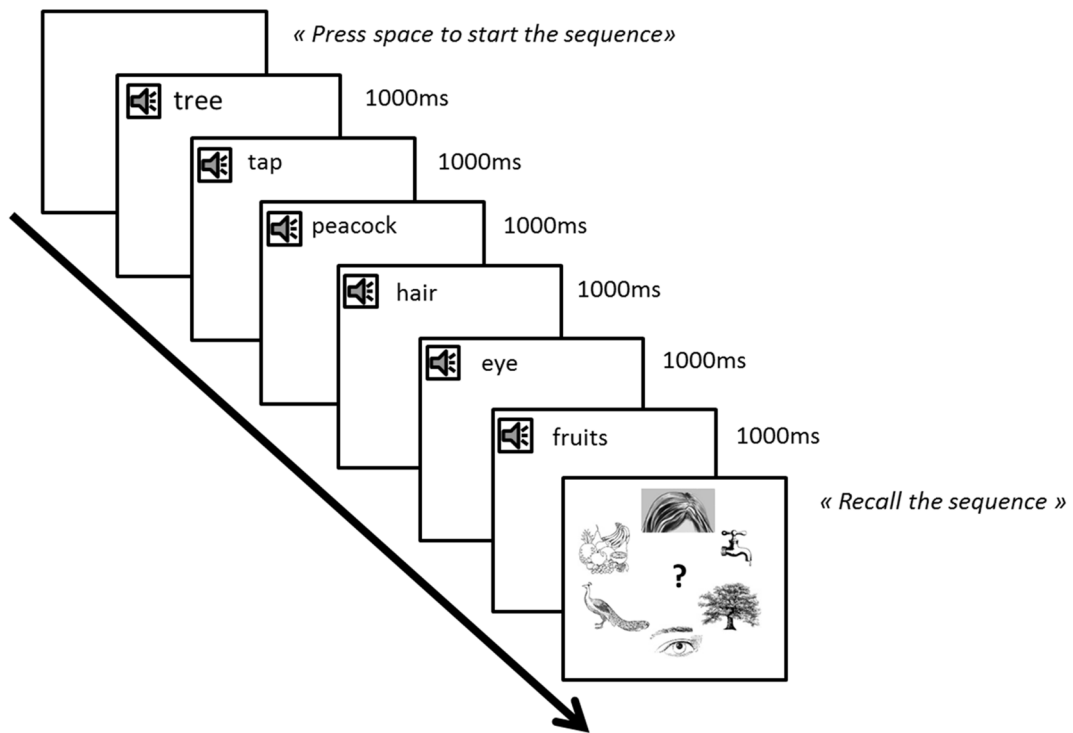 « Press space to start the sequence»
tree
1000ms
tap
1000ms
peacock
1000ms
hair
1000ms
eye
1000ms
fruits
1000ms
« Recall the sequence »
?